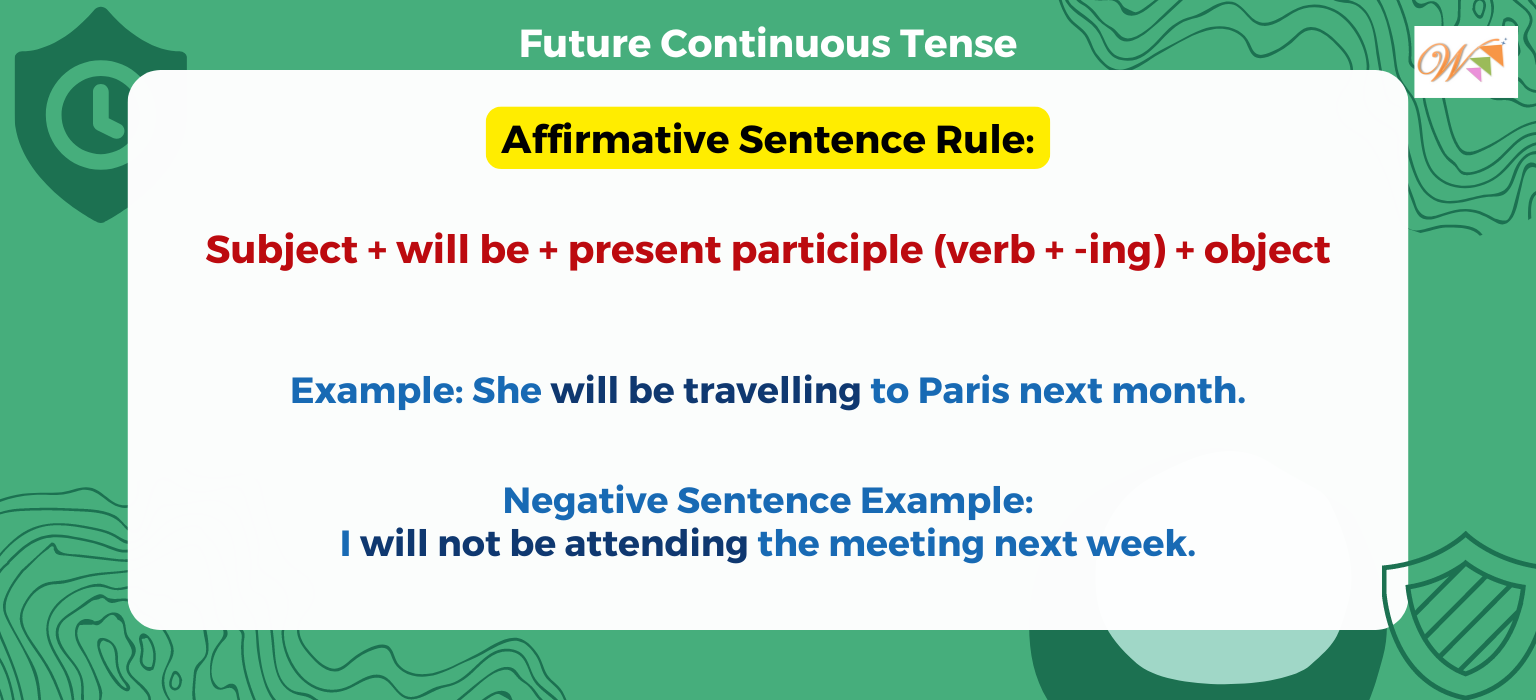 Future Continuous Tense
W
Affirmative Sentence Rule:
Subject + will be + present participle (verb + -ing) + object
Example: She will be travelling to Paris next month.
Negative Sentence Example:
I will not be attending the meeting next week.